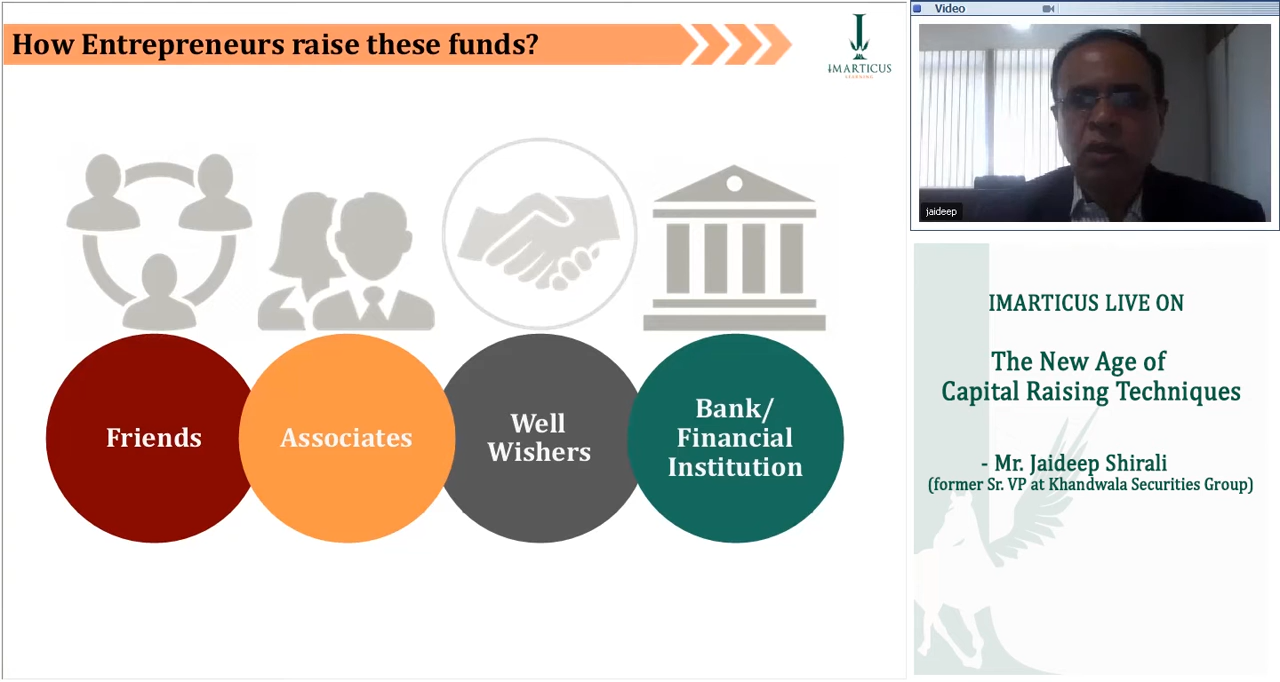 How Entrepreneurs raise these funds?
IMARTICUS
LEARNING
Friends
Associates
Well
Wishers
Bank/
Financial
Institution
Video
jaideep
IMARTICUS LIVE ON
The New Age of
Capital Raising Techniques
- Mr. Jaideep Shirali
(former Sr. VP at Khandwala Securities Group)